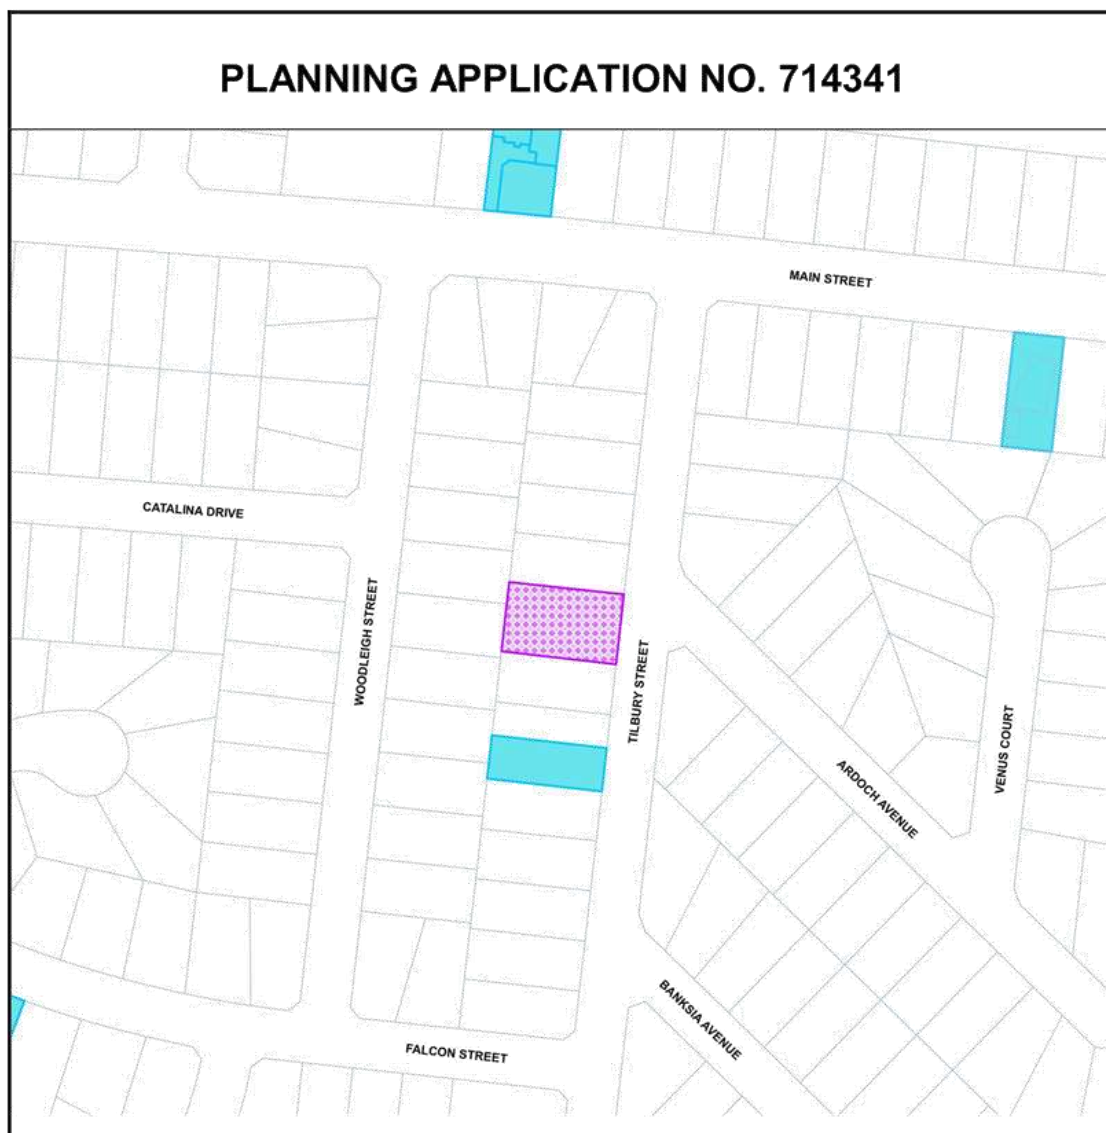 PLANNING APPLICATION NO. 714341
MAIN STREET
CATALINA DRIVE
WOODLEIGH STREET
TILBURY STREET
VENUS COURT
ARDOCH AVENUE
BANKSIA AVENUE
FALCON STREET